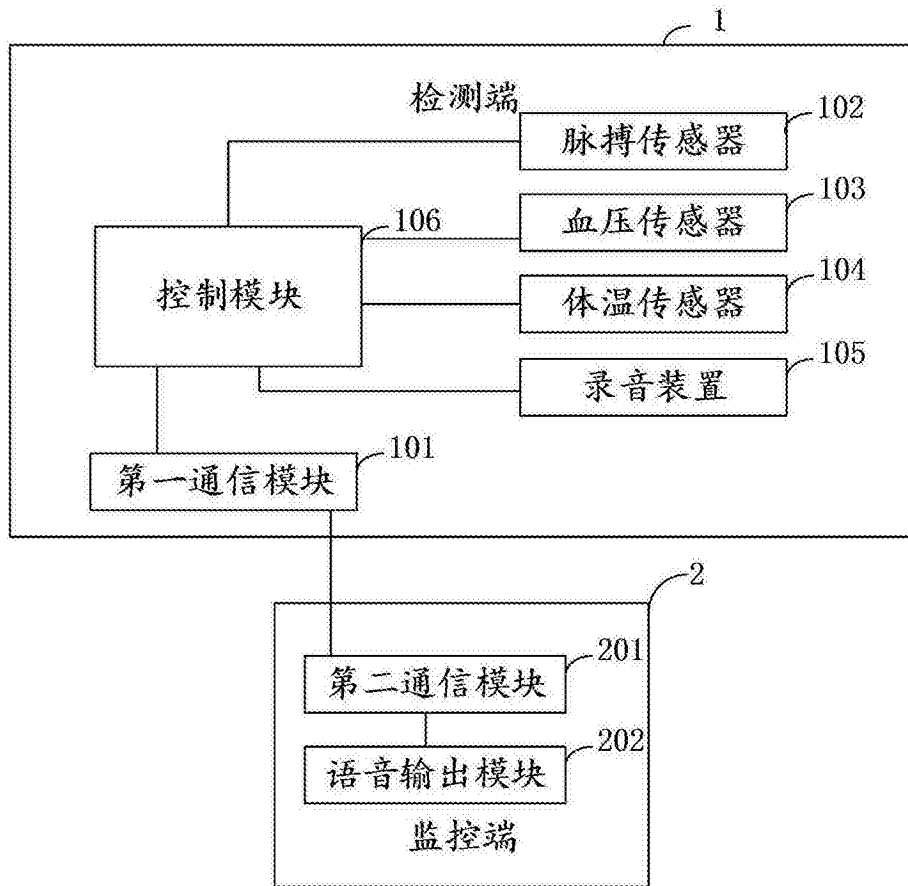 1
检测端
脉搏传感器
102
血压传感器
103
106
控制模块
体温传感器
104
录音装置
105
第一通信模块
101
2
第二通信模块
201
语音输出模块
202
监控端